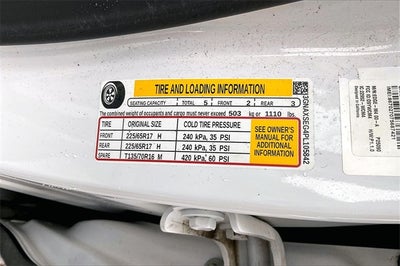 TIRE AND LOADING INFORMATION
SEATING CAPACITY TOTAL 5 FRONT 2 REAR 3
The combined weight of occupants and cargo must never exceed 503 kg or 1110 lbs.
TIRE ORIGINAL SIZE COLD TIRE PRESSURE
FRONT 225/65R17 H 240 kPa, 35 PSI
REAR 225/65R17 H 240 kPa, 35 PSI
SPARE T135/70R16 M 420 kPa, 60 PSI
SEE OWNER'S
MANUAL FOR
ADDITIONAL
INFORMATION
3GNAXSEG4PL105842